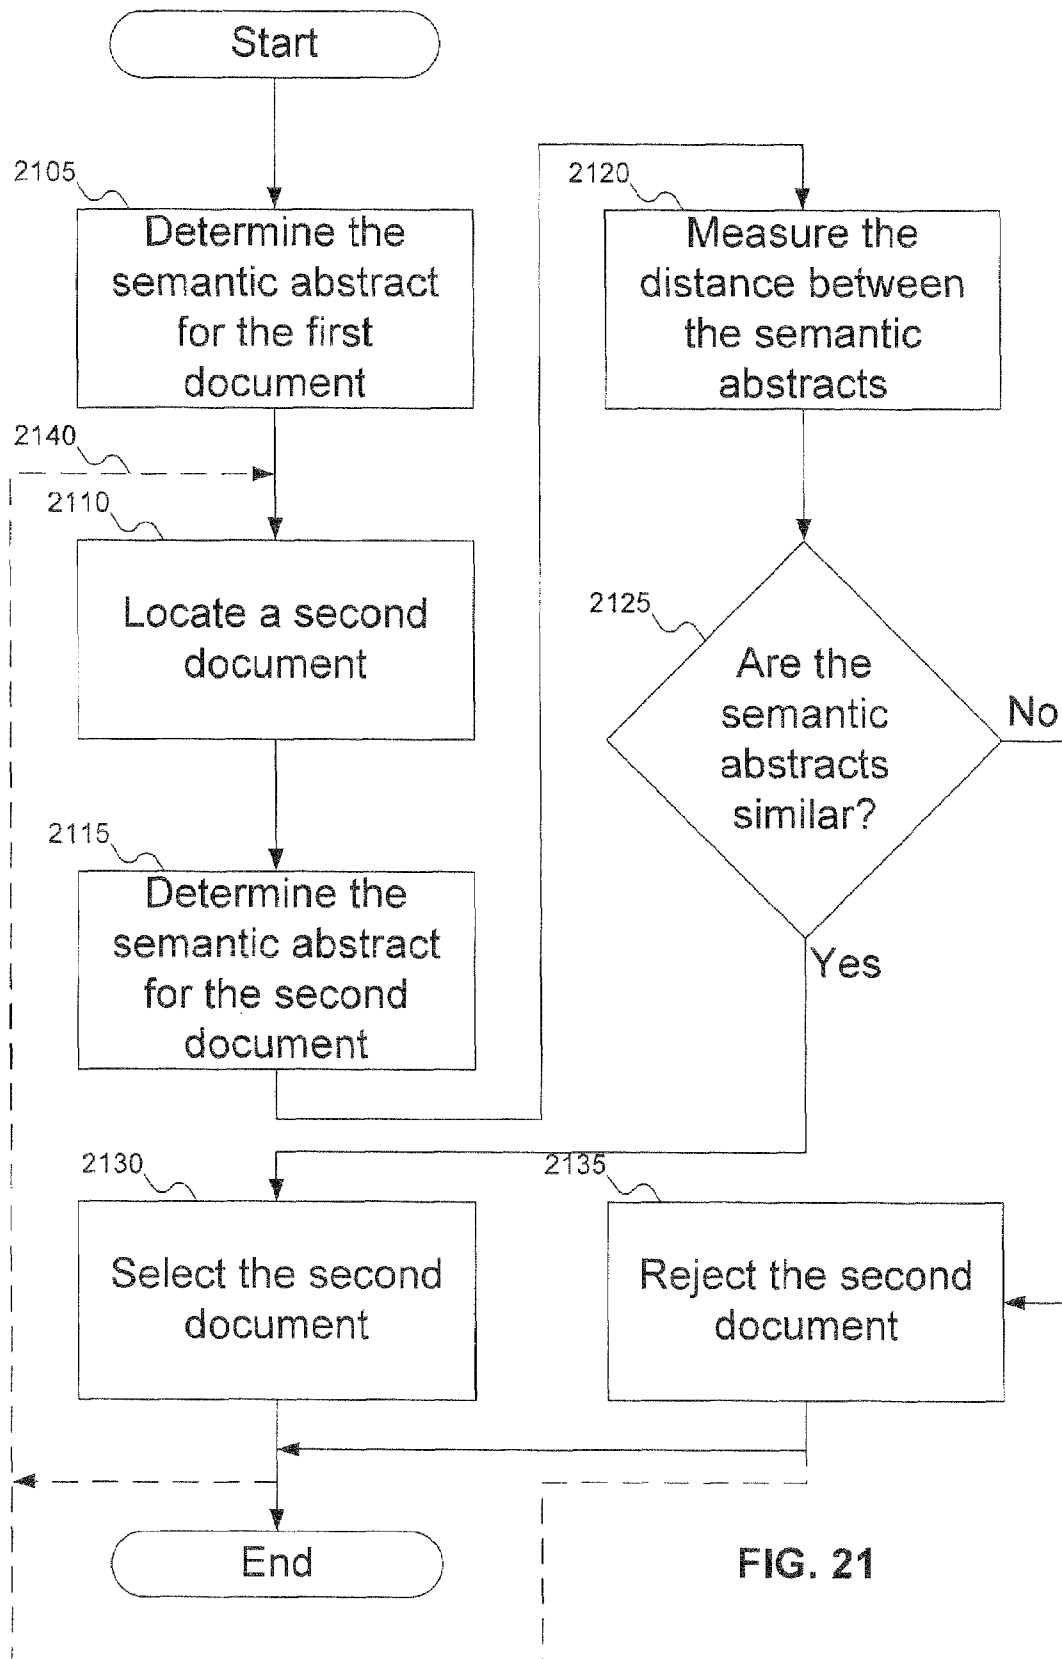 Start
2105
Determine the
semantic abstract
for the first
document
2140
2110
Locate a second
document
2115
Determine the
semantic abstract
for the second
document
2120
Measure the
distance between
the semantic
abstracts
2125
Are the
semantic
abstracts
similar?
No
Yes
2130
Select the second
document
2135
Reject the second
document
End
FIG. 21